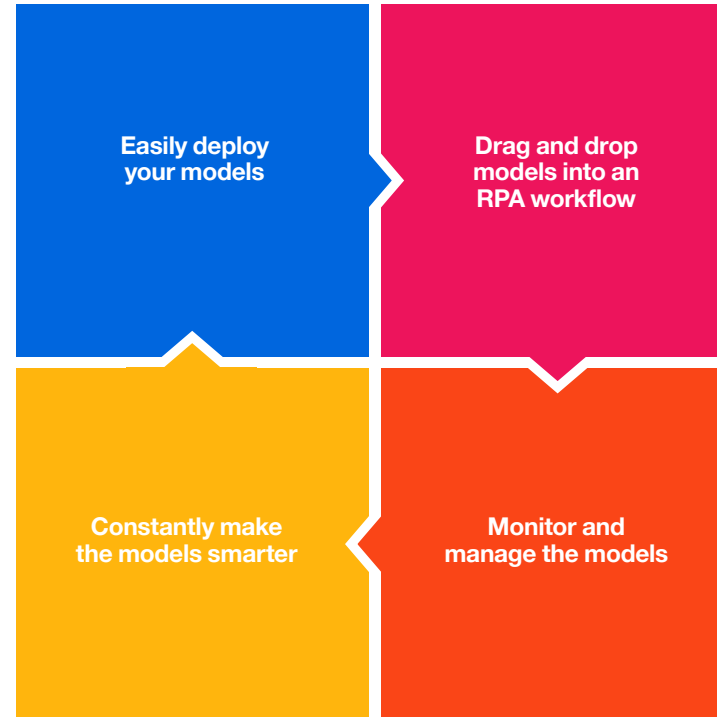 Easily deploy
your models
Drag and drop
models into an
RPA workflow
Constantly make
the models smarter
Monitor and
manage the models